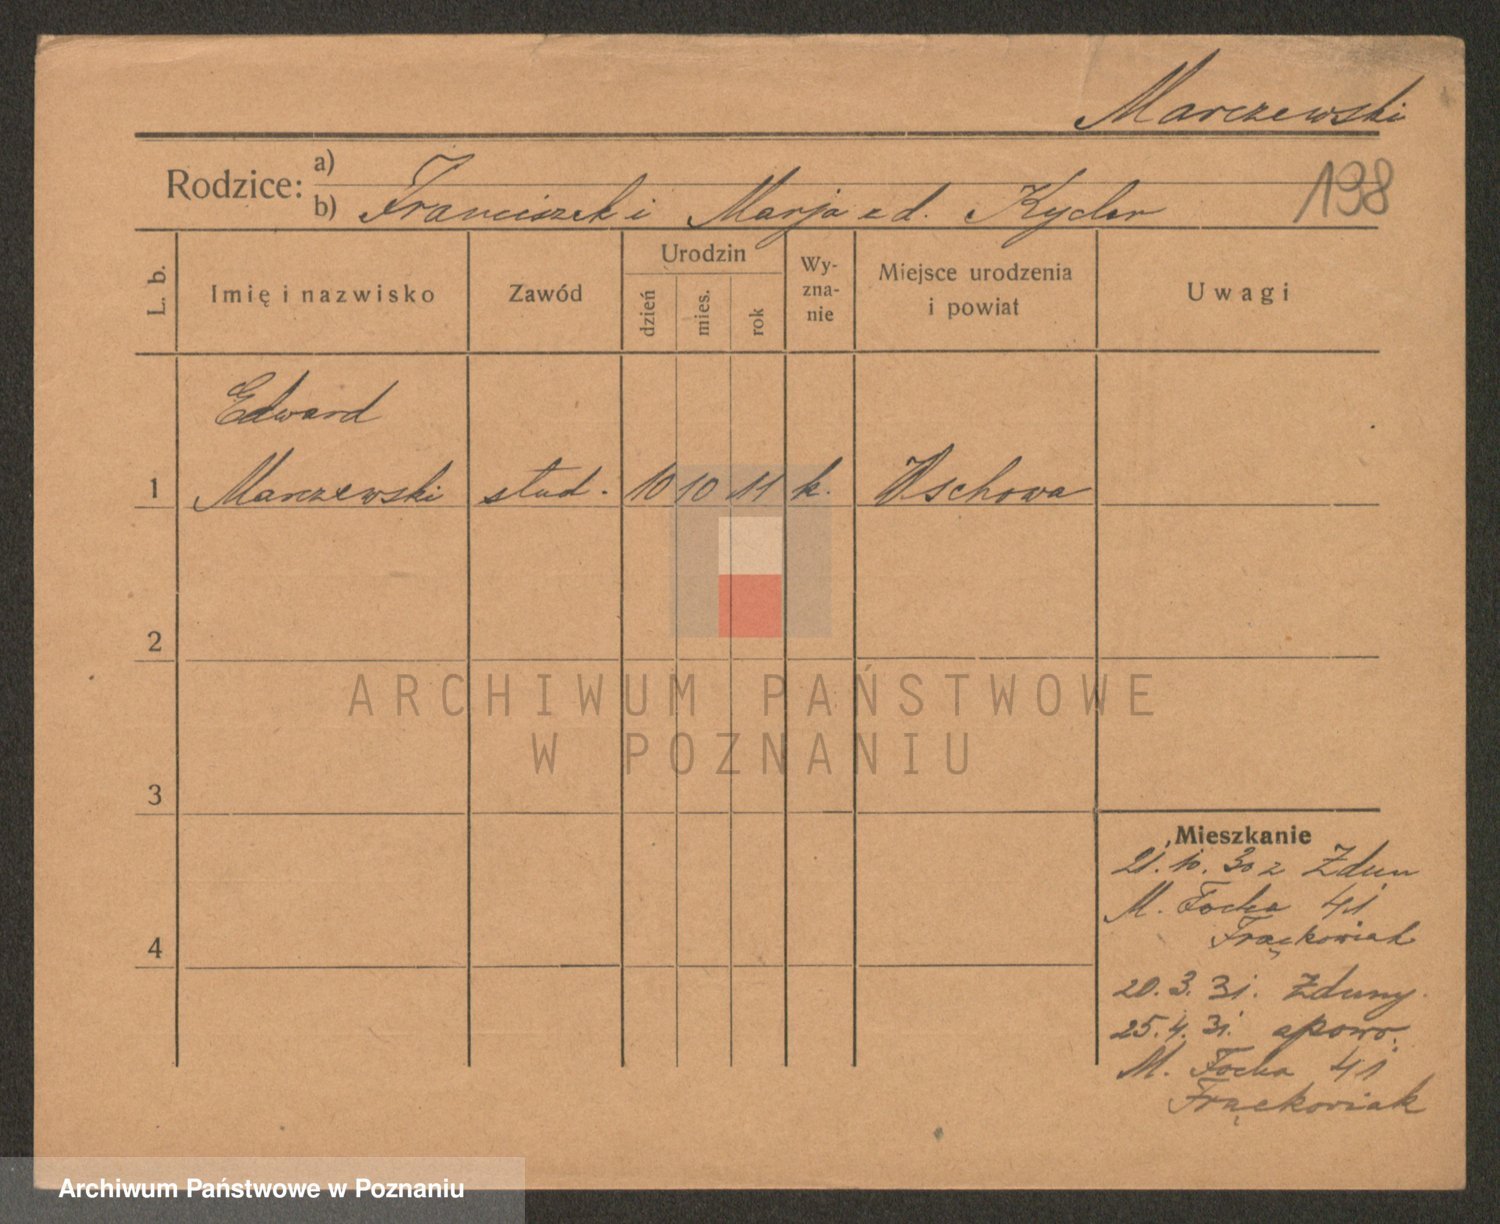 Marczewski
Rodzice:
a)
b) Franciszek i Marja z d. Kycler
198
L. b.
Imię i nazwisko
Zawód
Urodzin
dzień
mies.
rok
Wy-
zna-
nie
Miejsce urodzenia
i powiat
Uwagi
Edward
1 Marczewski stud. 10 10 11 k. Wschowa
2
3
4
Mieszkanie
21.10.30 z Zdun
M. Focha 41
Frąckowiak
20.3.31. Zduny.
25.4.31. spowo.
M. Focha 41
Frąckowiak
ARCHIWUM PAŃSTWOWE
W POZNANIU
Archiwum Państwowe w Poznaniu